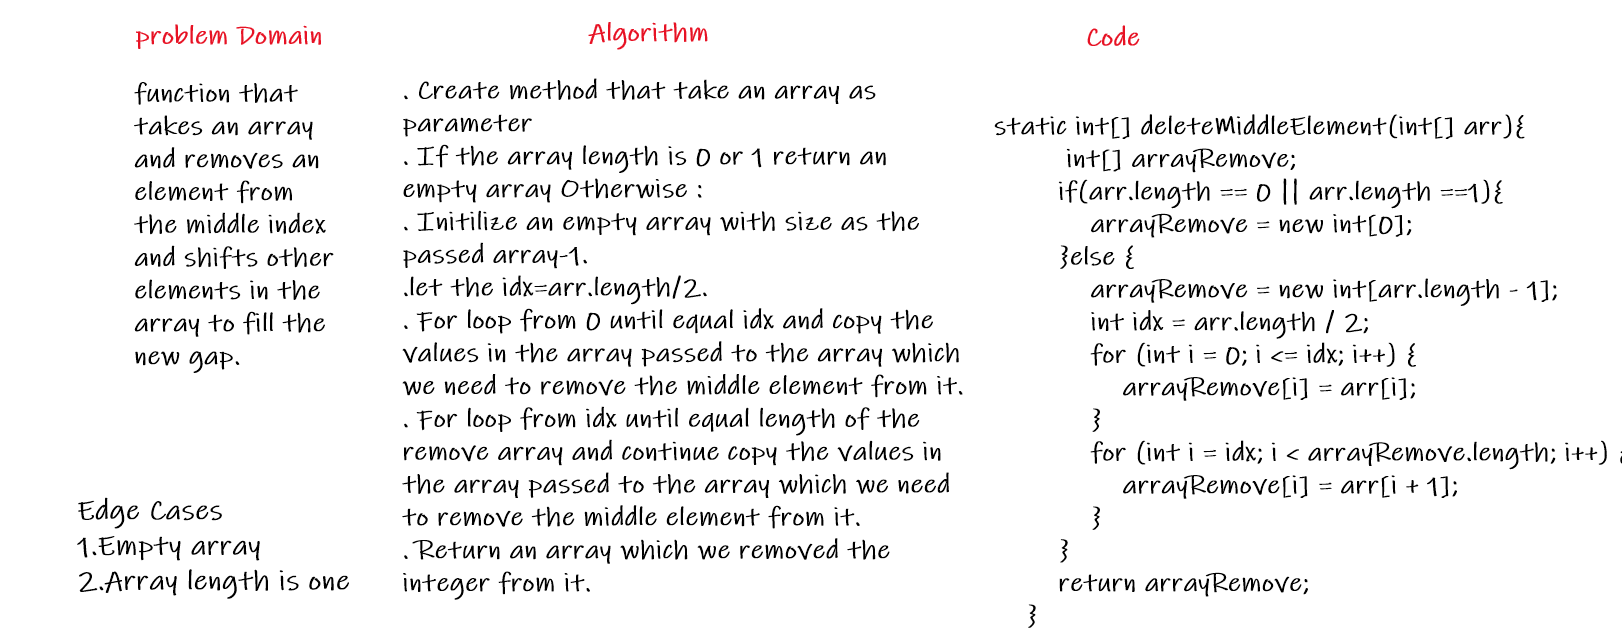 problem Domain
function that
takes an array
and removes an
element from
the middle index
and shifts other
elements in the
array to fill the
new gap.
Edge Cases
1.Empty array
2.Array length is one
Algorithm
. Create method that take an array as
parameter
. If the array length is 0 or 1 return an
empty array Otherwise :
. Initilize an empty array with size as the
passed array-1.
.let the idx=arr.length/2.
. For loop from 0 until equal idx and copy the
values in the array passed to the array which
we need to remove the middle element from it.
. For loop from idx until equal length of the
remove array and continue copy the values in
the array passed to the array which we need
to remove the middle element from it.
. Return an array which we removed the
integer from it.
Code
static int[] deleteMiddleElement(int[] arr){
int[] arrayRemove;
if(arr.length == 0 || arr.length ==1){
arrayRemove = new int[0];
}else {
arrayRemove = new int[arr.length - 1];
int idx = arr.length / 2;
for (int i = 0; i <= idx; i++) {
arrayRemove[i] = arr[i];
}
for (int i = idx; i < arrayRemove.length; i++) {
arrayRemove[i] = arr[i + 1];
}
}
return arrayRemove;
}